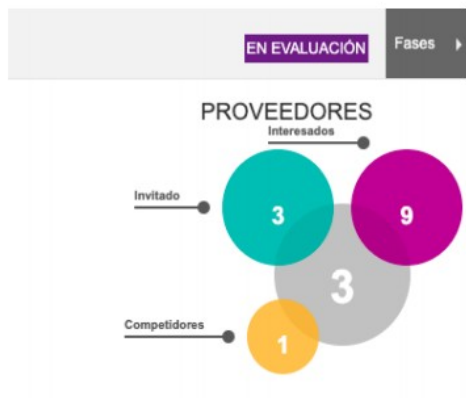 EN EVALUACIÓN
Fases
PROVEEDORES
Interesados
Invitado
3
9
3
Competidores
1